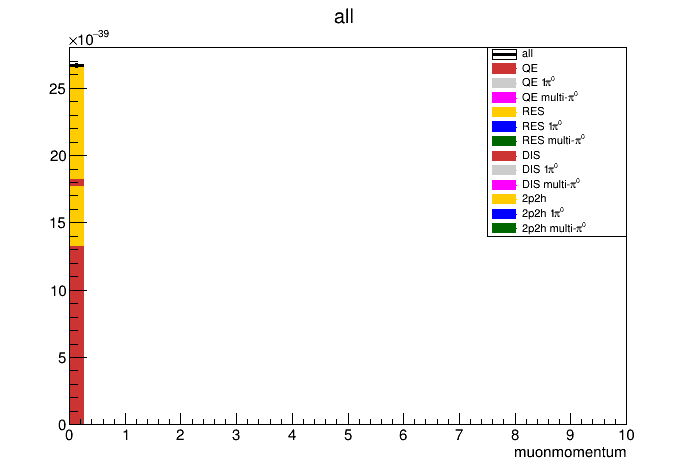 all
×10⁻³⁹
25
20
15
10
5
0
0 1 2 3 4 5 6 7 8 9 10
muonmomentum
all
QE
QE 1π⁰
QE multi-π⁰
RES
RES 1π⁰
RES multi-π⁰
DIS
DIS 1π⁰
DIS multi-π⁰
2p2h
2p2h 1π⁰
2p2h multi-π⁰